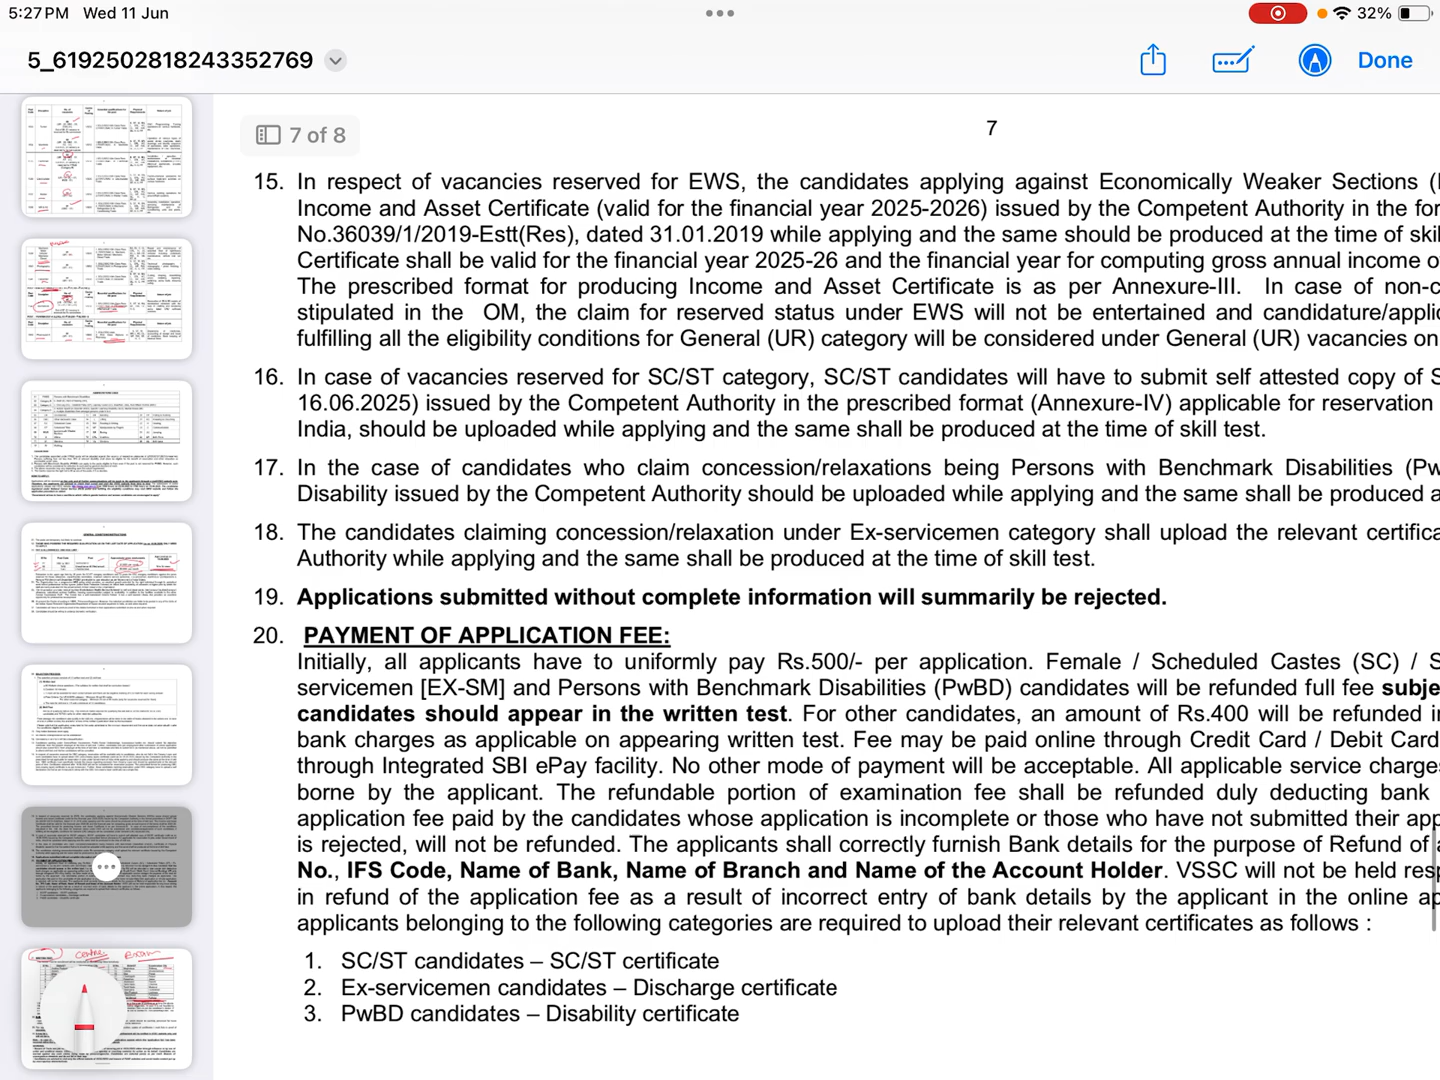 5:27 PM Wed 11 Jun
32%
5_6192502818243352769
Done
7 of 8
7
15. In respect of vacancies reserved for EWS, the candidates applying against Economically Weaker Sections (
Income and Asset Certificate (valid for the financial year 2025-2026) issued by the Competent Authority in the for
No.36039/1/2019-Estt(Res), dated 31.01.2019 while applying and the same should be produced at the time of skil
Certificate shall be valid for the financial year 2025-26 and the financial year for computing gross annual income o
The prescribed format for producing Income and Asset Certificate is as per Annexure-III. In case of non-c
stipulated in the OM, the claim for reserved status under EWS will not be entertained and candidature/applic
fulfilling all the eligibility conditions for General (UR) category will be considered under General (UR) vacancies on
16. In case of vacancies reserved for SC/ST category, SC/ST candidates will have to submit self attested copy of S
16.06.2025) issued by the Competent Authority in the prescribed format (Annexure-IV) applicable for reservation
India, should be uploaded while applying and the same shall be produced at the time of skill test.
17. In the case of candidates who claim concession/relaxations being Persons with Benchmark Disabilities (Pw
Disability issued by the Competent Authority should be uploaded while applying and the same shall be produced a
18. The candidates claiming concession/relaxation under Ex-servicemen category shall upload the relevant certifica
Authority while applying and the same shall be produced at the time of skill test.
19. Applications submitted without complete information will summarily be rejected.
20. PAYMENT OF APPLICATION FEE:
Initially, all applicants have to uniformly pay Rs.500/- per application. Female / Scheduled Castes (SC) / S
servicemen [EX-SM] and Persons with Benchmark Disabilities (PwBD) candidates will be refunded full fee subje
candidates should appear in the written test. For other candidates, an amount of Rs.400 will be refunded i
bank charges as applicable on appearing written test. Fee may be paid online through Credit Card / Debit Card
through Integrated SBI ePay facility. No other mode of payment will be acceptable. All applicable service charge
borne by the applicant. The refundable portion of examination fee shall be refunded duly deducting bank
application fee paid by the candidates whose application is incomplete or those who have not submitted their app
is rejected, will not be refunded. The applicants shall correctly furnish Bank details for the purpose of Refund of a
No., IFS Code, Name of Bank, Name of Branch and Name of the Account Holder. VSSC will not be held resp
in refund of the application fee as a result of incorrect entry of bank details by the applicant in the online ap
applicants belonging to the following categories are required to upload their relevant certificates as follows :
1. SC/ST candidates – SC/ST certificate
2. Ex-servicemen candidates – Discharge certificate
3. PwBD candidates – Disability certificate